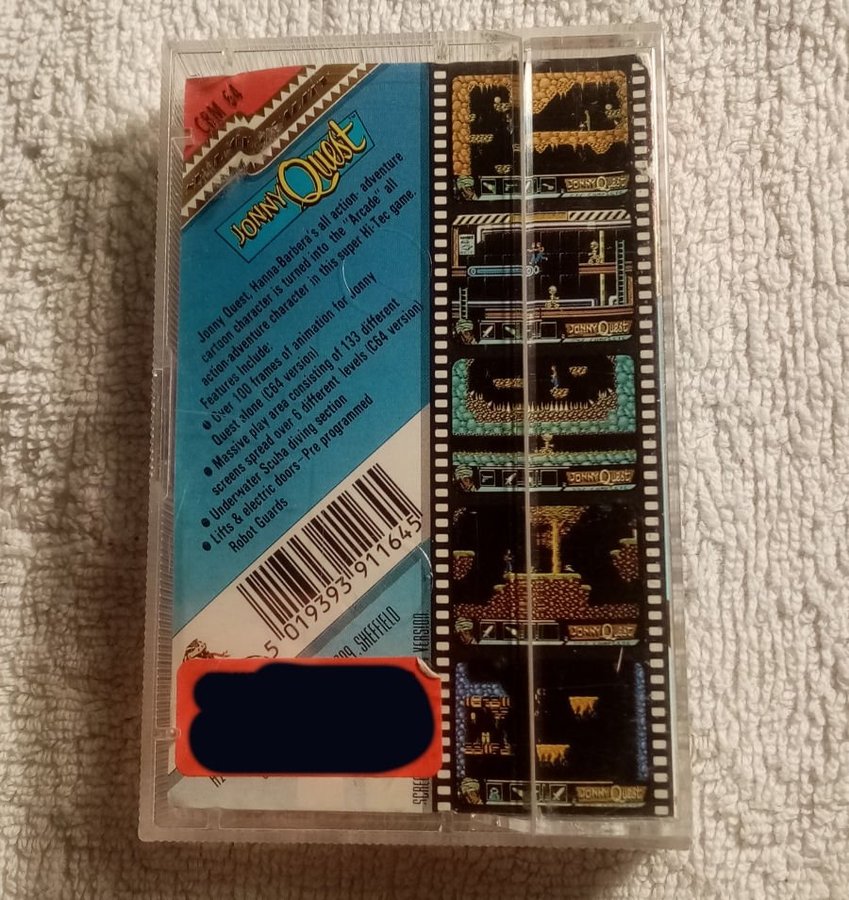 CBM 64
JONNY Quest
Jonny Quest, Hanna-Barbera's all action- adventure
cartoon character is turned into the "Arcade" all
action-adventure character in this super Hi-Tec game.
Features include:
● Over 100 frames of animation for Jonny
Quest alone (C64 version)
● Massive play area consisting of 133 different
screens spread over 6 different levels (C64 version)
● Underwater Scuba diving section
● Lifts & electric doors—Pre programmed
Robot Guards
5 019393 911645
SHEFFIELD
VERSION.
JONNY QUEST
JONNY QUEST
JONNY QUEST
JONNY QUEST
JONNY QUEST